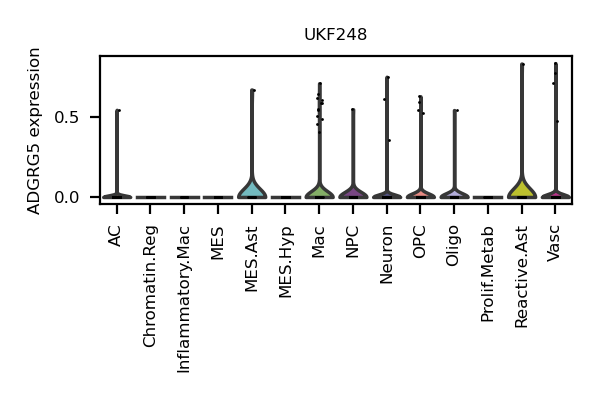 UKF248
ADGRG5 expression
0.5
0.0
AC
Chromatin.Reg
Inflammatory.Mac
MES
MES.Ast
MES.Hyp
Mac
NPC
Neuron
OPC
Oligo
Prolif.Metab
Reactive.Ast
Vasc